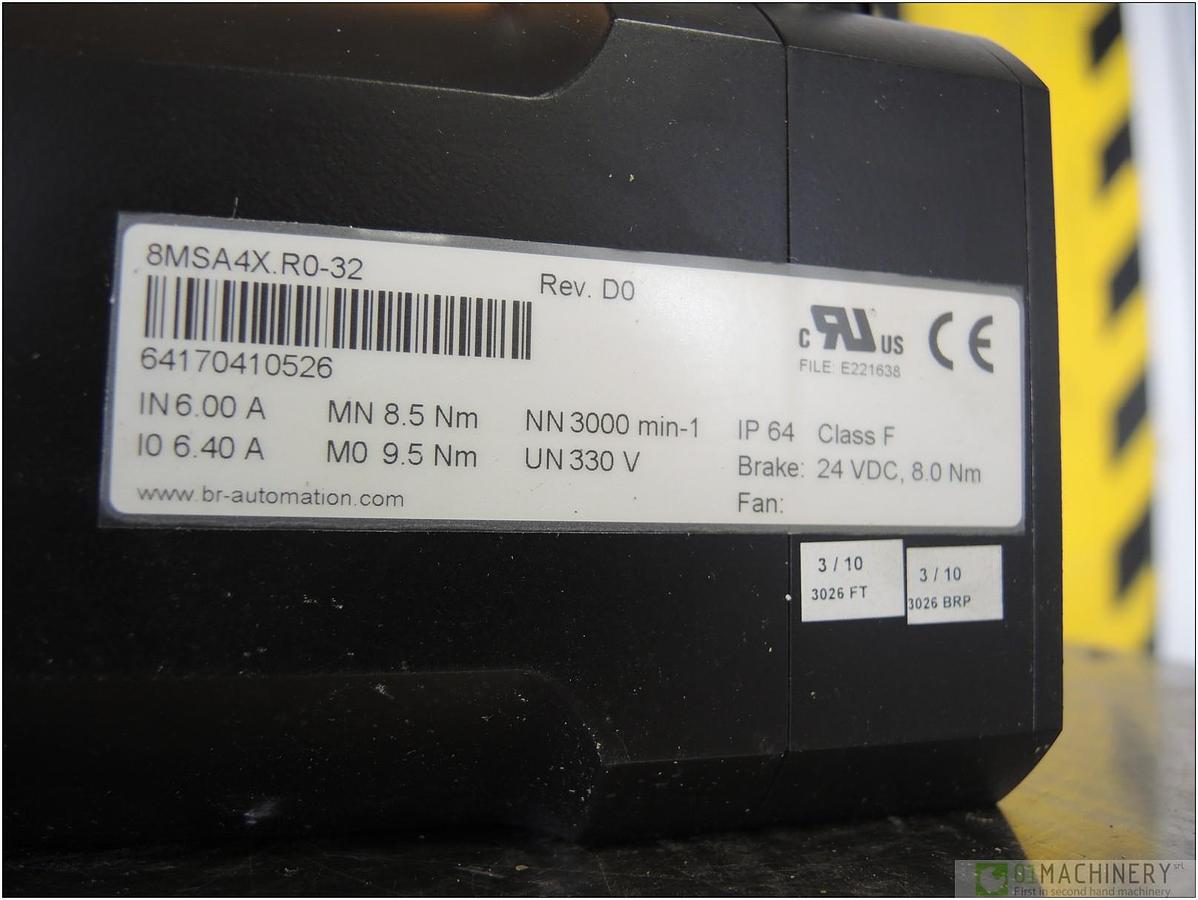 8MSA4X.R0-32
Rev. D0
64170410526
c RU® US
CE
FILE: E221638
IN 6.00 A MN 8.5 Nm NN 3000 min-1 IP 64 Class F
I0 6.40 A M0 9.5 Nm UN 330 V Brake: 24 VDC, 8.0 Nm
www.br-automation.com Fan:
3 / 10
3026 FT
3 / 10
3026 BRP
01MACHINERY srl
First in second hand machinery